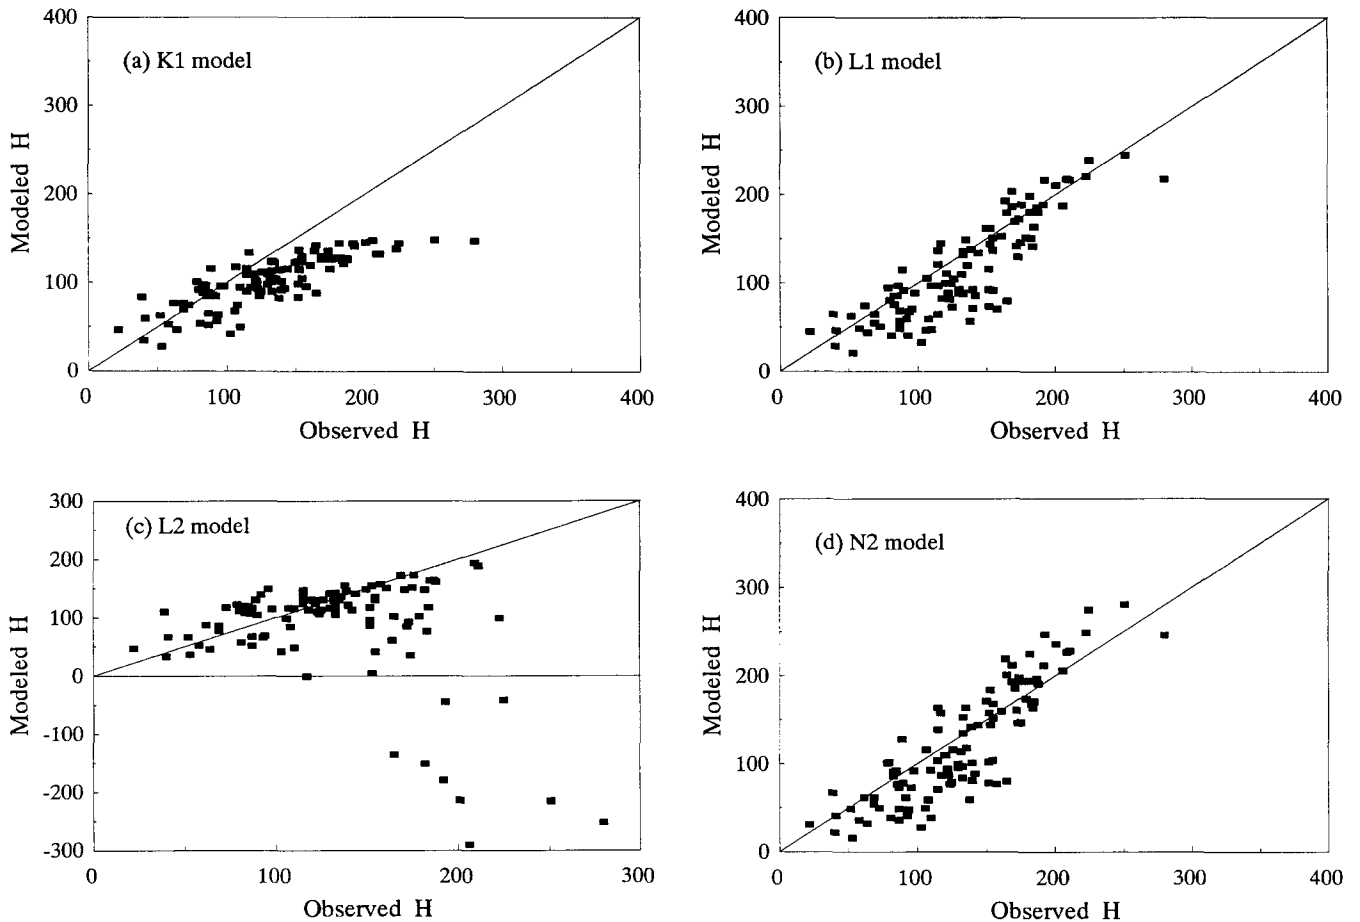 (a) K1 model
Modeled H
400
300
200
100
0
0 100 200 300 400
Observed H
(b) L1 model
Modeled H
400
300
200
100
0
0 100 200 300 400
Observed H
(c) L2 model
Modeled H
300
200
100
0
-100
-200
-300
0 100 200 300
Observed H
(d) N2 model
Modeled H
400
300
200
100
0
0 100 200 300 400
Observed H